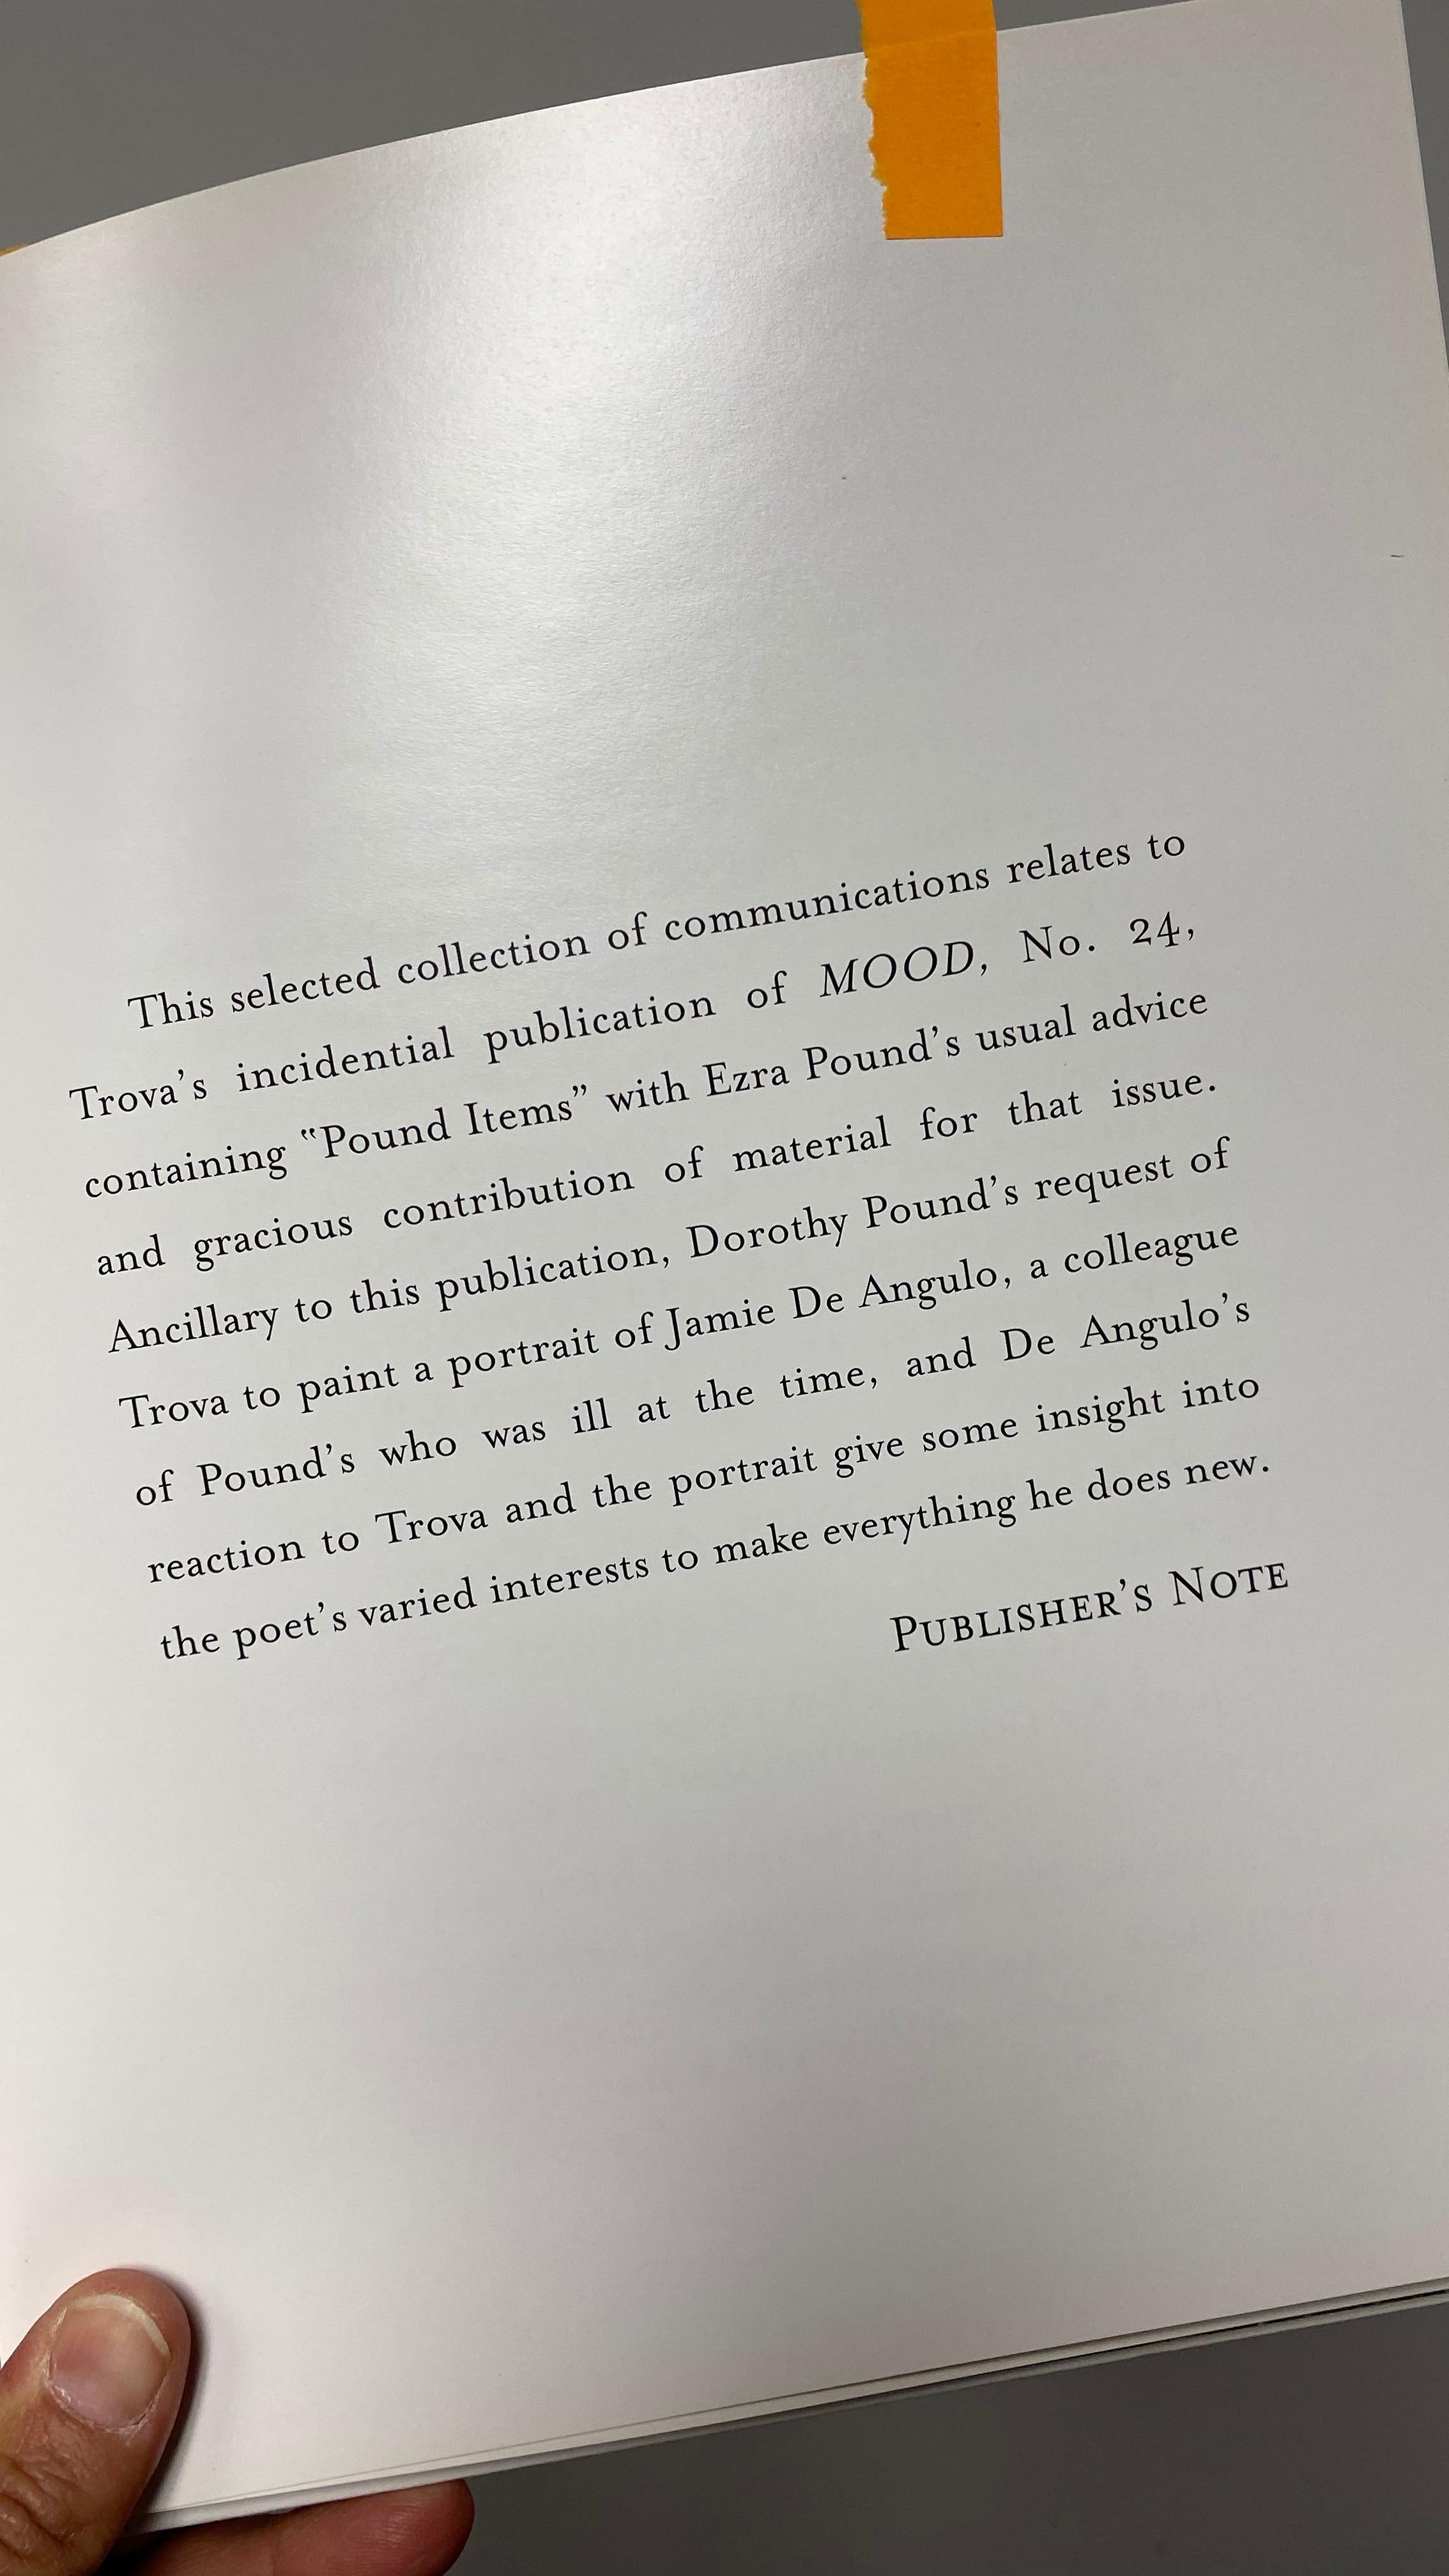 This selected collection of communications relates to
Trova's incidential publication of MOOD, No. 24,
containing “Pound Items” with Ezra Pound's usual advice
and gracious contribution of material for that issue.
Ancillary to this publication, Dorothy Pound's request of
Trova to paint a portrait of Jamie De Angulo, a colleague
of Pound's who was ill at the time, and De Angulo's
reaction to Trova and the portrait give some insight into
the poet's varied interests to make everything he does new.
PUBLISHER'S NOTE